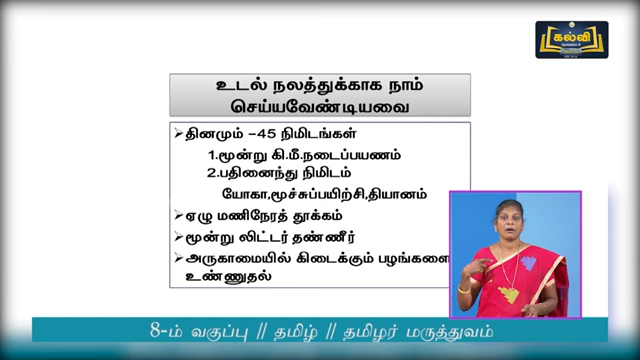 கல்வி
உடல் நலத்துக்காக நாம்
செய்யவேண்டியவை
தினமும் –45 நிமிடங்கள்
1.மூன்று கி.மீ.நடைப்பயணம்
2.பதினைந்து நிமிடம்
யோகா,மூச்சுப்பயிற்சி,தியானம்
ஏழு மணிநேரத் தூக்கம்
மூன்று லிட்டர் தண்ணீர்
அருகாமையில் கிடைக்கும் பழங்களை
உண்ணுதல்
8-ம் வகுப்பு // தமிழ் // தமிழர் மருத்துவம்